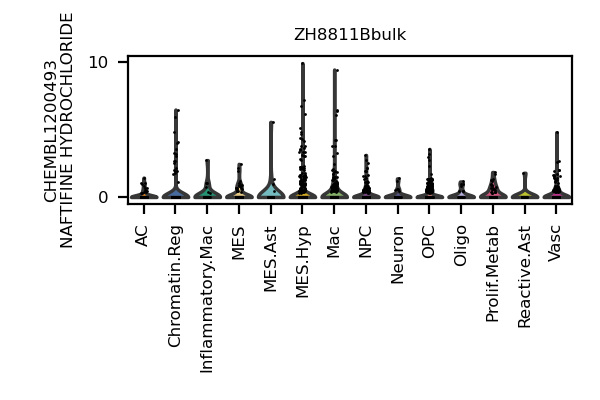 ZH8811Bbulk
CHEMBL1200493
NAFTIFINE HYDROCHLORIDE
10
0
AC
Chromatin.Reg
Inflammatory.Mac
MES
MES.Ast
MES.Hyp
Mac
NPC
Neuron
OPC
Oligo
Prolif.Metab
Reactive.Ast
Vasc